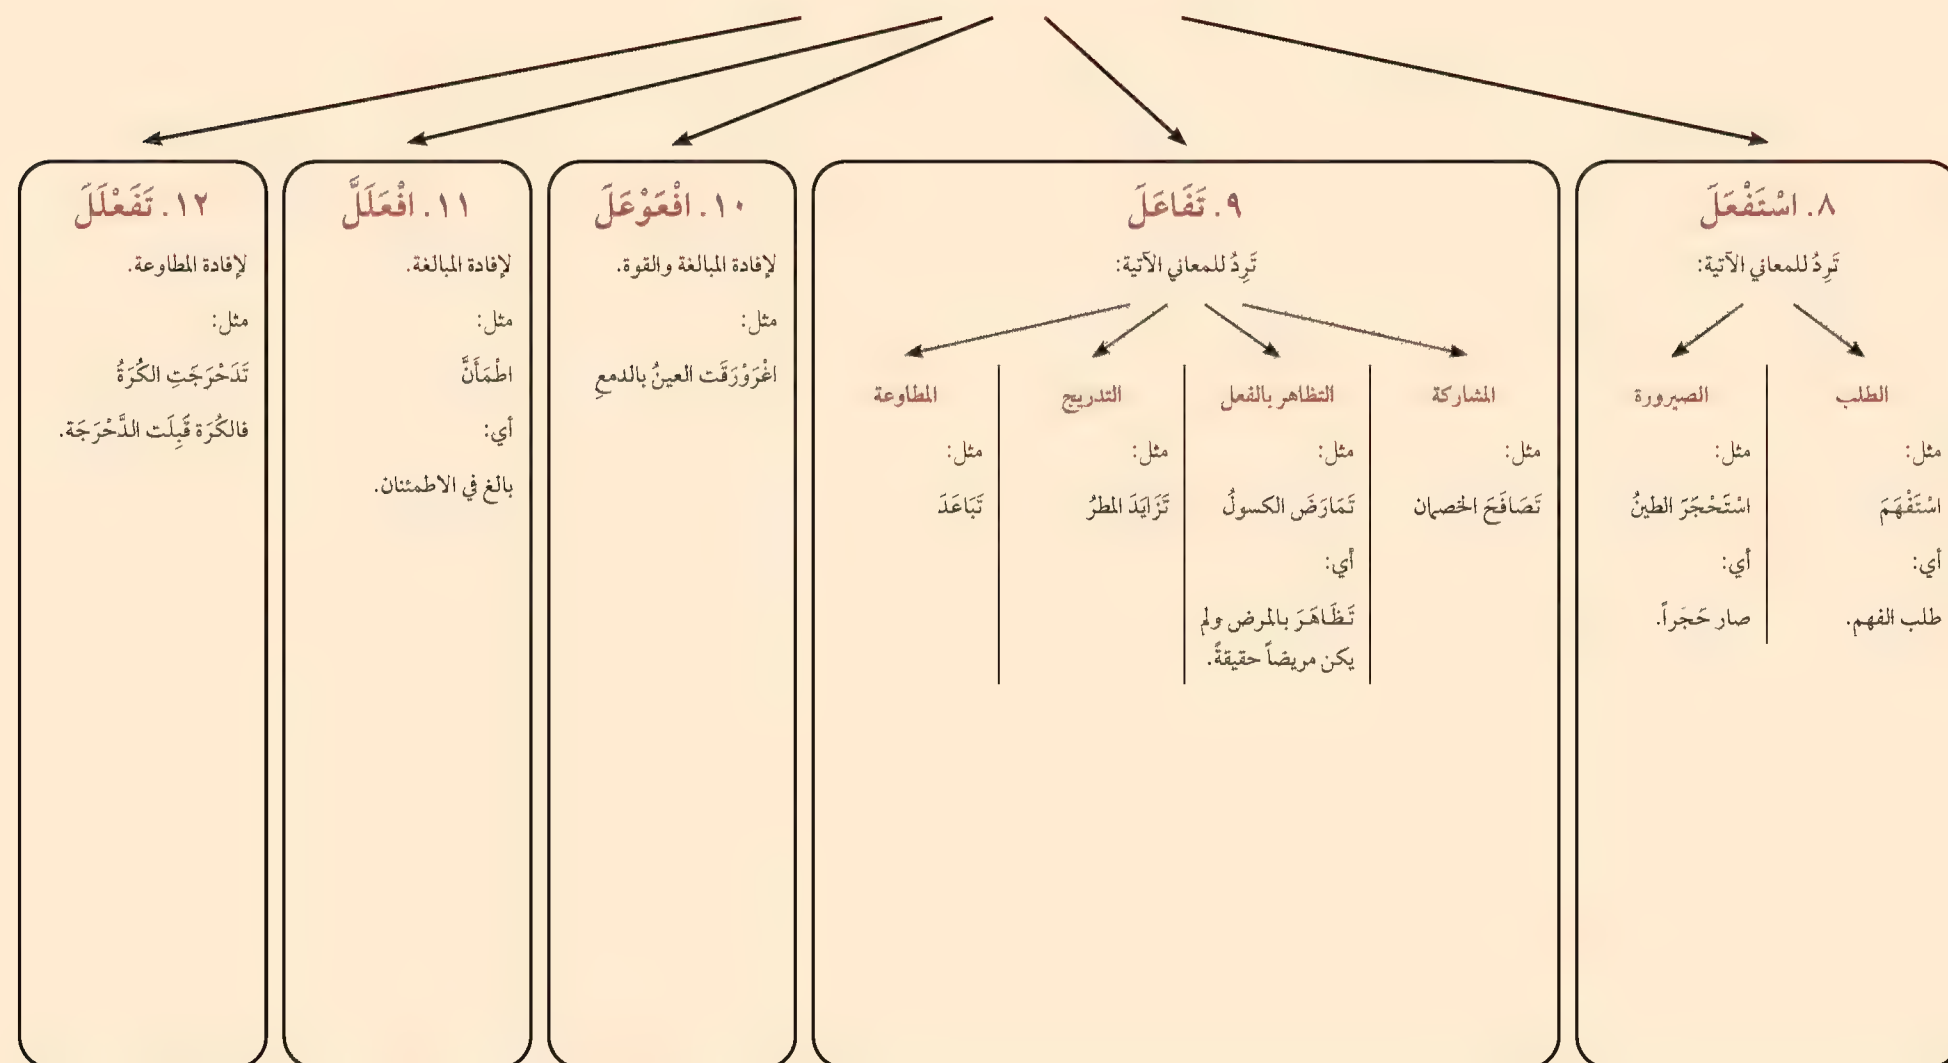 ٨. اسْتَفْعَلَ
تَرِدُ للمعاني الآتية:
الطلب
مثل:
اسْتَفْهَمَ
أي:
طلب الفهم.
الصيرورة
مثل:
اسْتَحْجَرَ الطينُ
أي:
صار حَجَراً.
٩. تَفَاعَلَ
تَرِدُ للمعاني الآتية:
المشاركة
مثل:
تَصَافَحَ الخصمان
التظاهر بالفعل
مثل:
تَمَارَضَ الكسولُ
أي:
تَظَاهَرَ بالمرض ولم
يكن مريضاً حقيقةً.
التدريج
مثل:
تَزَايَدَ المطرُ
المطاوعة
مثل:
تَبَاعَدَ
١٠. افْعَوْعَلَ
لإفادة المبالغة والقوة.
مثل:
اغْرَوْرَقَت العينُ بالدمعِ
١١. افْعَلَلَّ
لإفادة المبالغة.
مثل:
اطْمَأَنَّ
أي:
بالغ في الاطمئنان.
١٢. تَفَعْلَلَ
لإفادة المطاوعة.
مثل:
تَدَحْرَجَتِ الكُرَةُ
فالكُرَة قَبِلَت الدَّحْرَجَة.